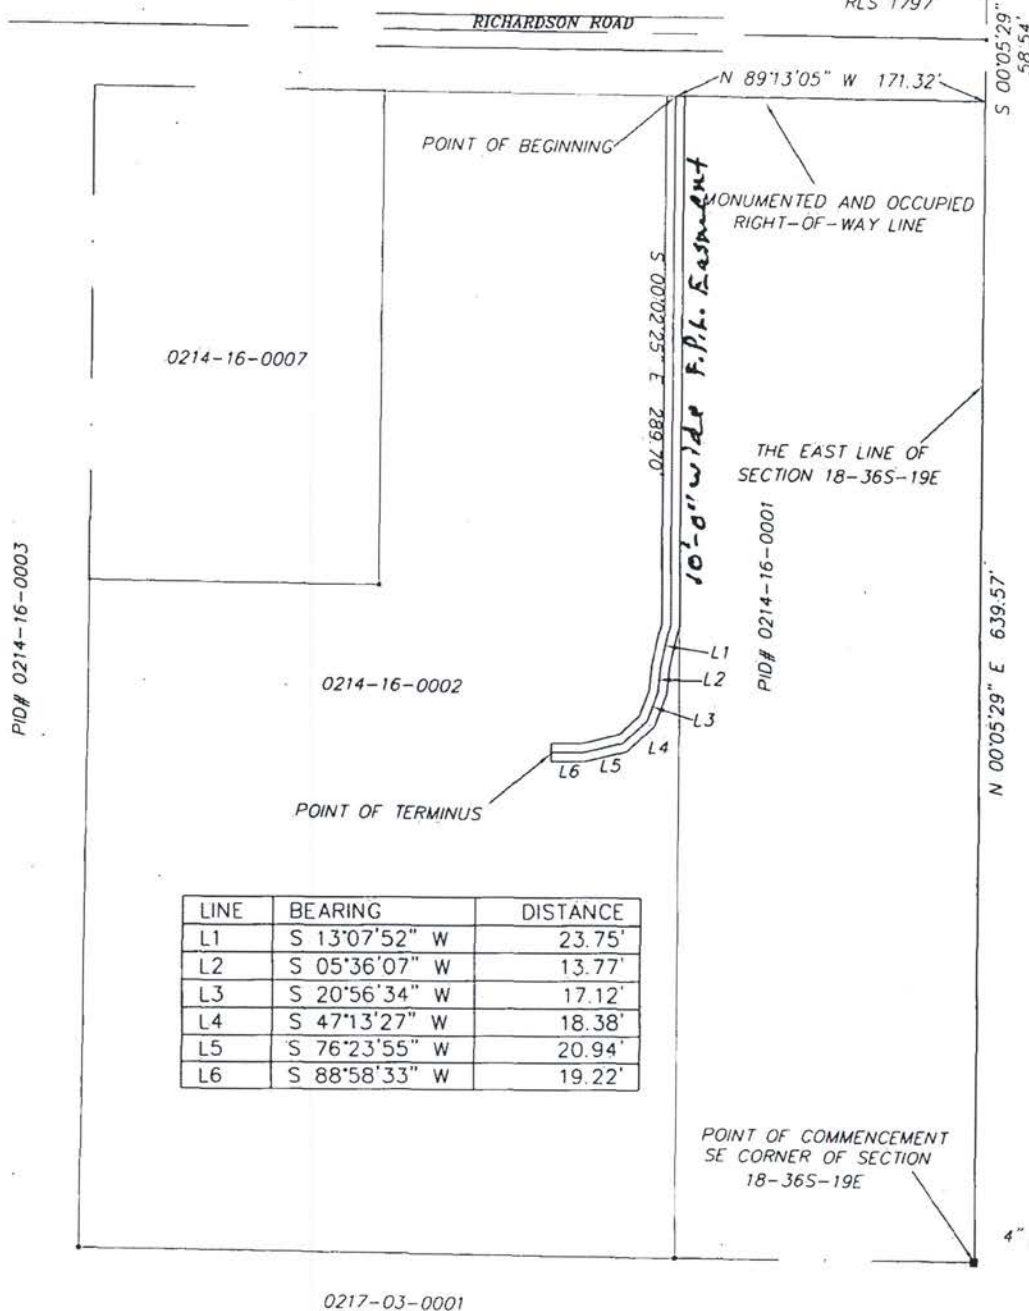 RLS 1797
RICHARDSON ROAD
S 00°05'29"
58.54'
N 89°13'05" W 171.32'
POINT OF BEGINNING
MONUMENTED AND OCCUPIED
RIGHT-OF-WAY LINE
S 00°02'25" E 289.70'
10'-0" wide F.P.L. Easement
0214-16-0007
THE EAST LINE OF
SECTION 18-36S-19E
PID# 0214-16-0003
PID# 0214-16-0001
N 00°05'29" E 639.57'
0214-16-0002
L1
L2
L3
L4
L5
L6
POINT OF TERMINUS
LINE BEARING DISTANCE
L1 S 13°07'52" W 23.75'
L2 S 05°36'07" W 13.77'
L3 S 20°56'34" W 17.12'
L4 S 47°13'27" W 18.38'
L5 S 76°23'55" W 20.94'
L6 S 88°58'33" W 19.22'
POINT OF COMMENCEMENT
SE CORNER OF SECTION
18-36S-19E
4"
0217-03-0001